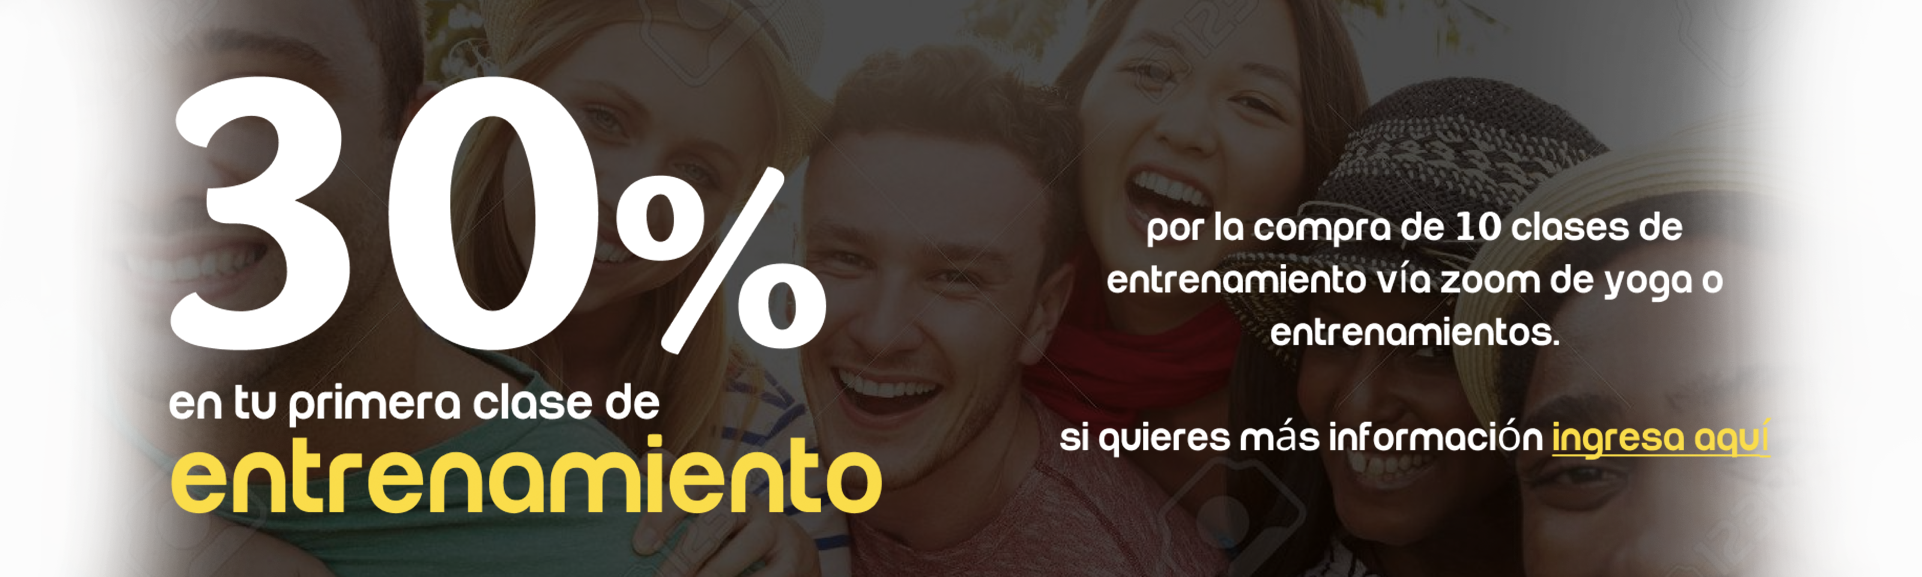 30%
en tu primera clase de
entrenamiento
por la compra de 10 clases de
entrenamiento vía zoom de yoga o
entrenamientos.
si quieres más información ingresa aquí